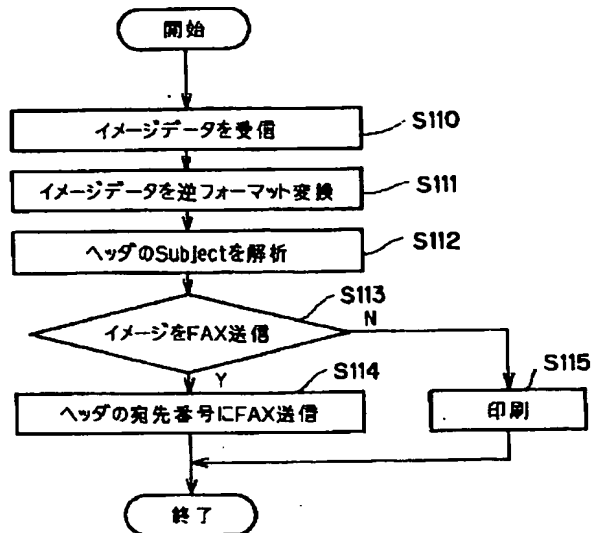 開始
イメージデータを受信
S110
イメージデータを逆フォーマット変換
S111
ヘッダのSubjectを解析
S112
イメージをFAX送信
S113
N
Y
ヘッダの宛先番号にFAX送信
S114
印刷
S115
終了